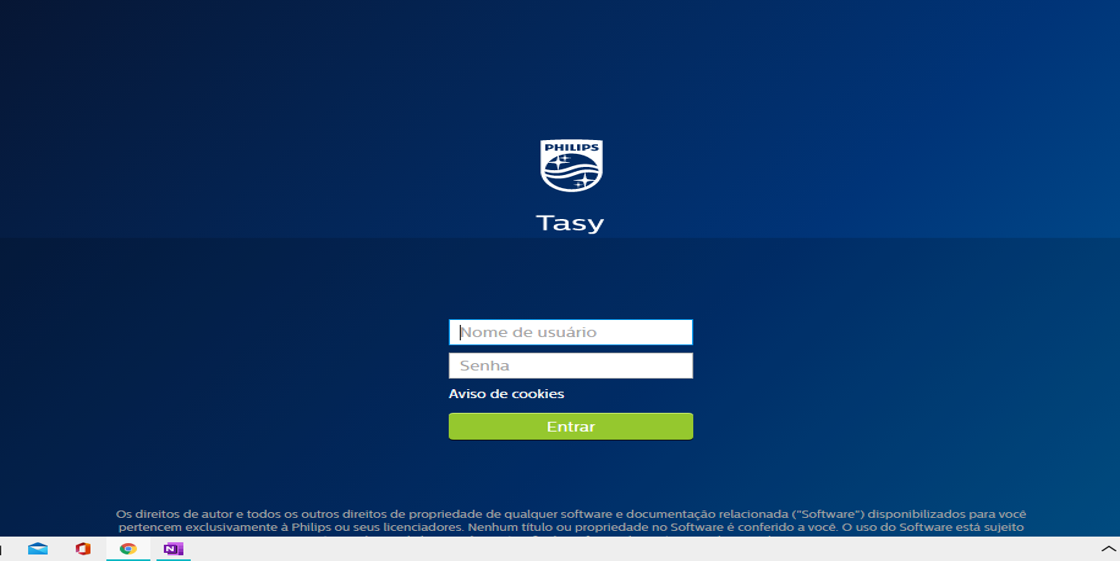 PHILIPS
Tasy
Nome de usuário
Senha
Aviso de cookies
Entrar
Os direitos de autor e todos os outros direitos de propriedade de qualquer software e documentação relacionada ("Software") disponibilizados para você
pertencem exclusivamente à Philips ou seus licenciadores. Nenhum título ou propriedade no Software é conferido a você. O uso do Software está sujeito
N